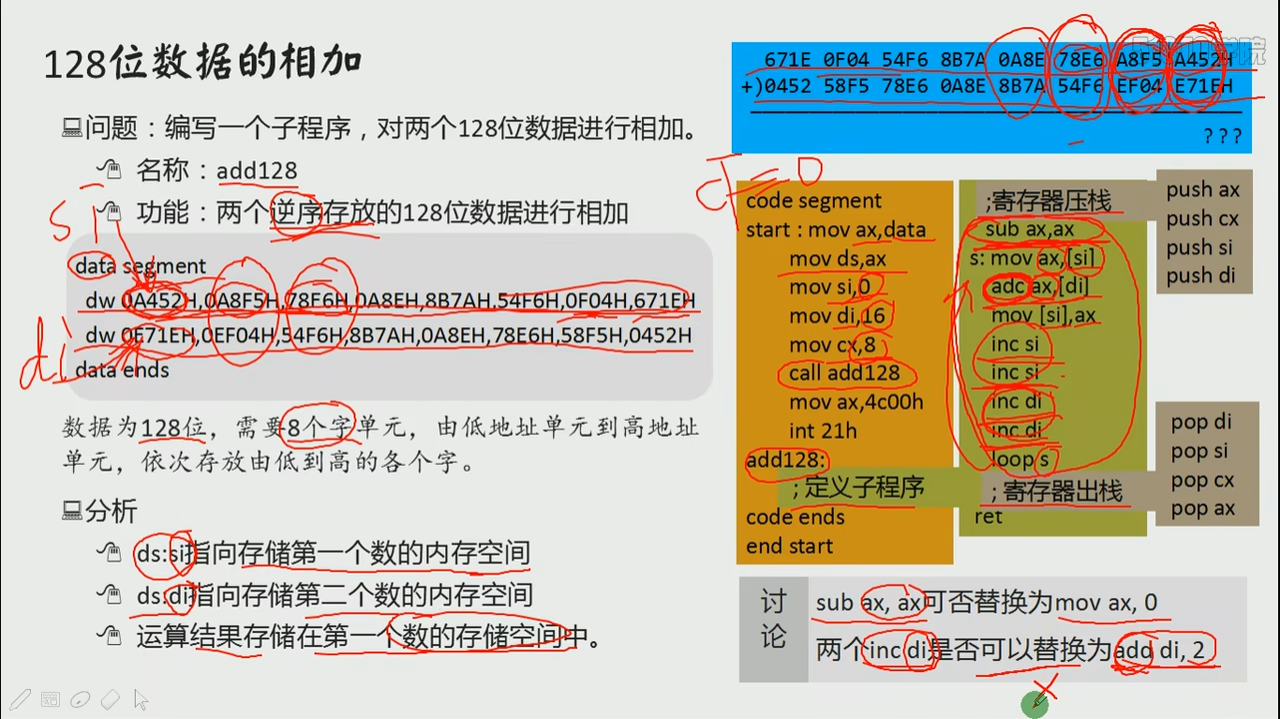 128位数据的相加
问题：编写一个子程序，对两个128位数据进行相加。
名称：add128
功能：两个逆序存放的128位数据进行相加
si
data segment
dw 0A452H,0A8F5H,78E6H,0A8EH,8B7AH,54F6H,0F04H,671EH
dw 0E71EH,0EF04H,54F6H,8B7AH,0A8EH,78E6H,58F5H,0452H
data ends
di
数据为128位，需要8个字单元，由低地址单元到高地址
单元，依次存放由低到高的各个字。
分析
ds:si指向存储第一个数的内存空间
ds:di指向存储第二个数的内存空间
运算结果存储在第一个数的存储空间中。
671E 0F04 54F6 8B7A 0A8E 78E6 A8F5 A452H
+)0452 58F5 78E6 0A8E 8B7A 54F6 EF04 E71EH
???
CF=0
code segment
start：mov ax,data
mov ds,ax
mov si,0
mov di,16
mov cx,8
call add128
mov ax,4c00h
int 21h
add128:
；定义子程序
code ends
end start
;寄存器压栈
sub ax,ax
s: mov ax,[si]
adc ax,[di]
mov [si],ax
inc si
inc si
inc di
inc di
loop s
；寄存器出栈
ret
push ax
push cx
push si
push di
pop di
pop si
pop cx
pop ax
讨论
sub ax, ax可否替换为mov ax, 0
两个inc di是否可以替换为add di, 2